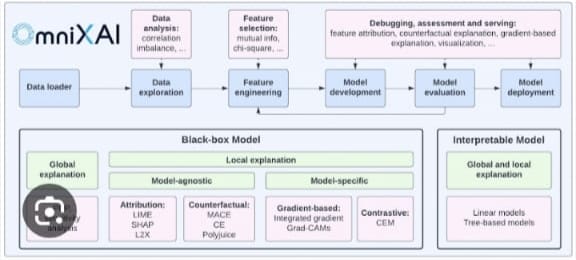 OmniXAI
Data
analysis:
correlation
imbalance, ...
Feature
selection:
mutual info,
chi-square, ...
Debugging, assessment and serving:
feature attribution, counterfactual explanation, gradient-based
explanation, visualization, ...
Data loader
Data
exploration
Feature
engineering
Model
development
Model
evaluation
Model
deployment
Black-box Model
Global
explanation
Local explanation
Model-agnostic
Model-specific
analysis
Attribution:
LIME
SHAP
L2X
Counterfactual:
MACE
CE
Polyjuice
Gradient-based:
Integrated gradient
Grad-CAMs
Contrastive:
CEM
Interpretable Model
Global and local
explanation
Linear models
Tree-based models